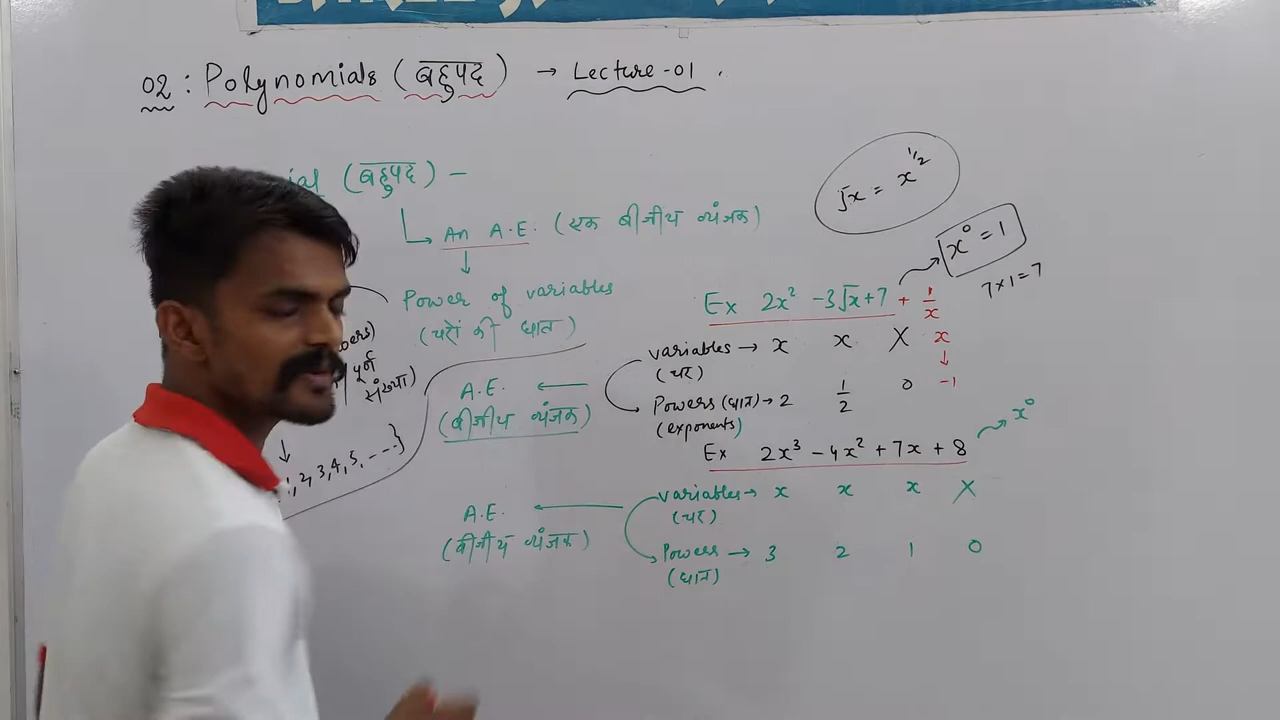 02 : Polynomials (बहुपद) → Lecture-01 .
(बहुपद) –
An A.E. (एक बीजीय व्यंजक)
√x = x^1/2
x^0 = 1
7×1=7
Power of variables
(चरों की घात)
पूर्ण
संख्या)
1, 2, 3, 4, 5, ---}
Ex 2x² -3√x+7 + 1/x
variables → x x X x
(चर)
↓
Powers (घात) → 2 1/2 0 -1
(exponents)
A.E. ←
(बीजीय व्यंजक)
Ex 2x³ - 4x² + 7x + 8 → x^0
variables → x x x X
(चर)
A.E. ←
(बीजीय व्यंजक)
Powers → 3 2 1 0
(घात)